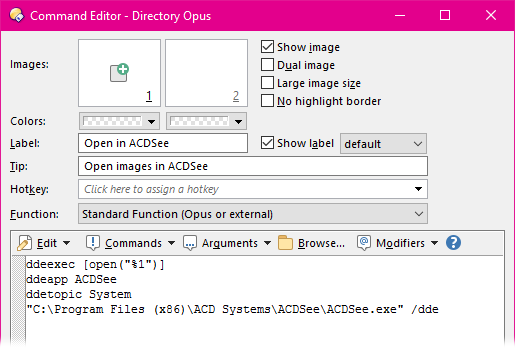 Command Editor - Directory Opus
Images:
1
2
Show image
Dual image
Large image size
No highlight border
Colors:
Label: Open in ACDSee Show label default
Tip: Open images in ACDSee
Hotkey: Click here to assign a hotkey
Function: Standard Function (Opus or external)
Edit Commands Arguments Browse... Modifiers ?
ddeexec [open("%1")]
ddeapp ACDSee
ddetopic System
"C:\Program Files (x86)\ACD Systems\ACDSee\ACDSee.exe" /dde